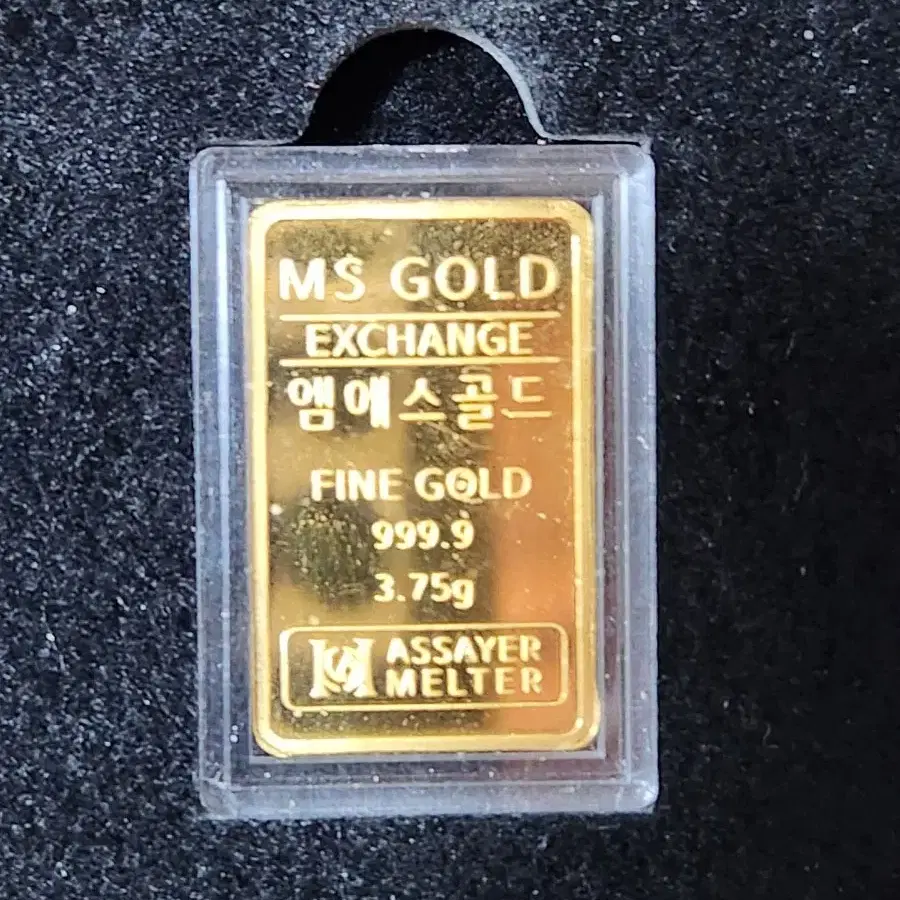 MS GOLD
EXCHANGE
엠에스골드
FINE GOLD
999.9
3.75g
ASSAYER
MELTER